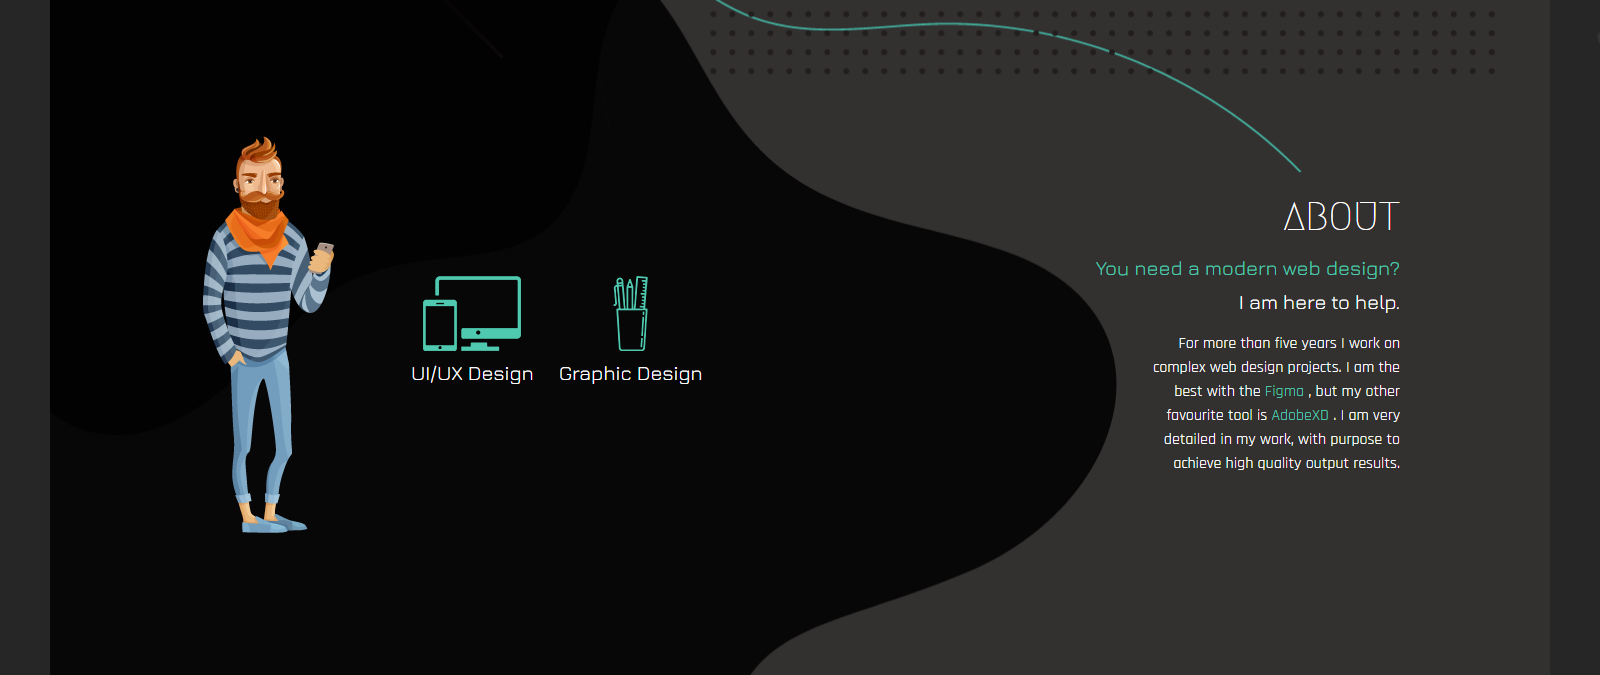 ABOUT
You need a modern web design?
I am here to help.
For more than five years I work on
complex web design projects. I am the
best with the Figma , but my other
favourite tool is AdobeXD . I am very
detailed in my work, with purpose to
achieve high quality output results.
UI/UX Design
Graphic Design